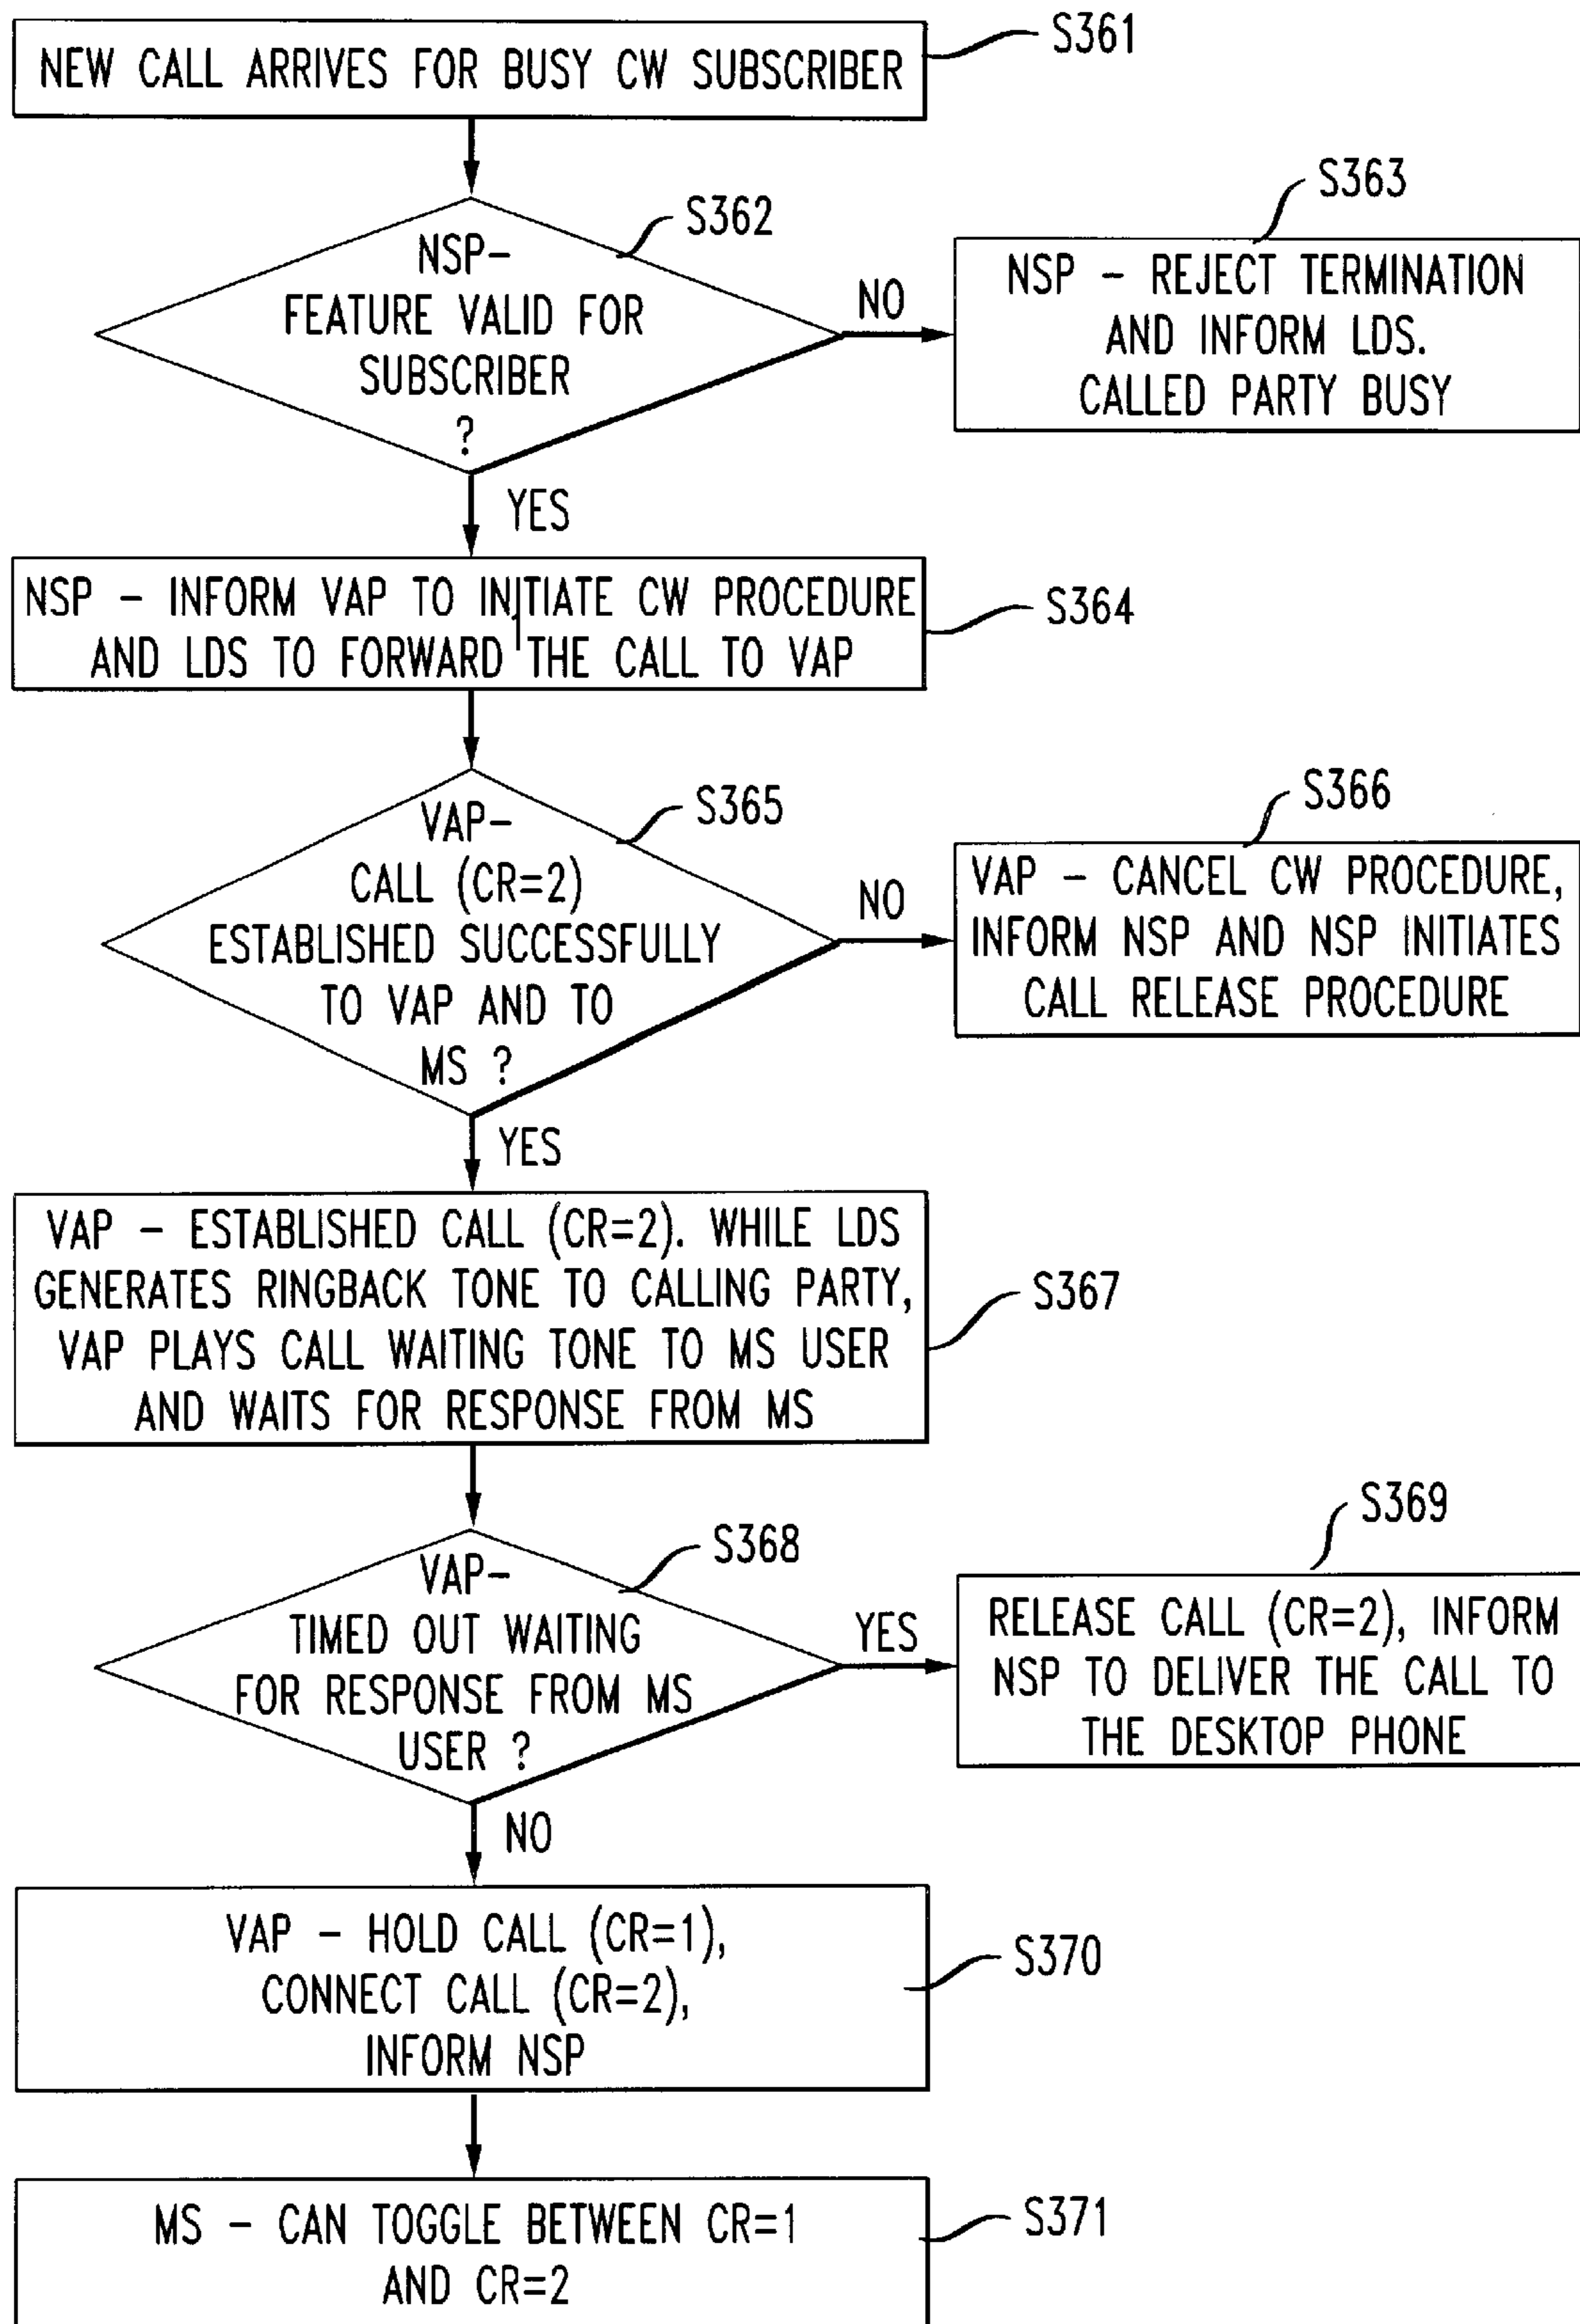 NEW CALL ARRIVES FOR BUSY CW SUBSCRIBER
S361
NSP-
FEATURE VALID FOR
SUBSCRIBER
?
S362
NO
NSP - REJECT TERMINATION
AND INFORM LDS.
CALLED PARTY BUSY
S363
YES
NSP - INFORM VAP TO INITIATE CW PROCEDURE
AND LDS TO FORWARD THE CALL TO VAP
S364
VAP-
CALL (CR=2)
ESTABLISHED SUCCESSFULLY
TO VAP AND TO
MS ?
S365
NO
VAP - CANCEL CW PROCEDURE,
INFORM NSP AND NSP INITIATES
CALL RELEASE PROCEDURE
S366
YES
VAP - ESTABLISHED CALL (CR=2). WHILE LDS
GENERATES RINGBACK TONE TO CALLING PARTY,
VAP PLAYS CALL WAITING TONE TO MS USER
AND WAITS FOR RESPONSE FROM MS
S367
VAP-
TIMED OUT WAITING
FOR RESPONSE FROM MS
USER ?
S368
YES
RELEASE CALL (CR=2), INFORM
NSP TO DELIVER THE CALL TO
THE DESKTOP PHONE
S369
NO
VAP - HOLD CALL (CR=1),
CONNECT CALL (CR=2),
INFORM NSP
S370
MS - CAN TOGGLE BETWEEN CR=1
AND CR=2
S371